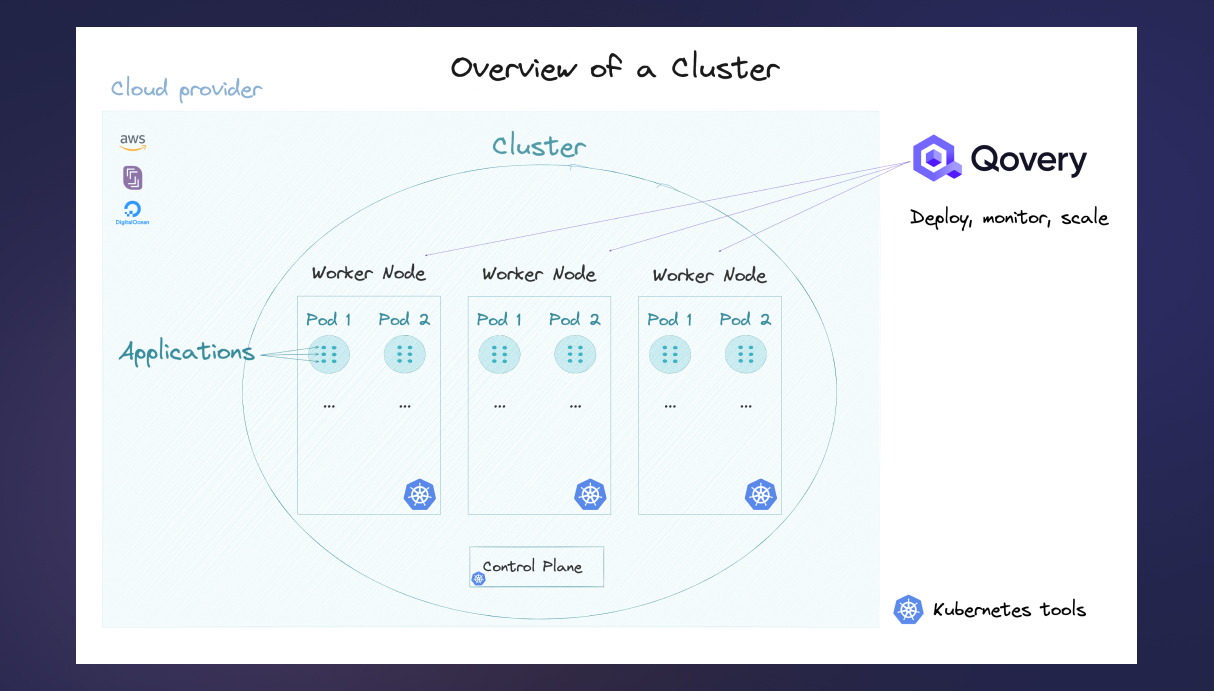 Overview of a Cluster
Cloud provider
aws
DigitalOcean
Cluster
Qovery
Deploy, monitor, scale
Worker Node
Worker Node
Worker Node
Pod 1 Pod 2
Pod 1 Pod 2
Pod 1 Pod 2
Applications
... ...
... ...
... ...
Control Plane
Kubernetes tools